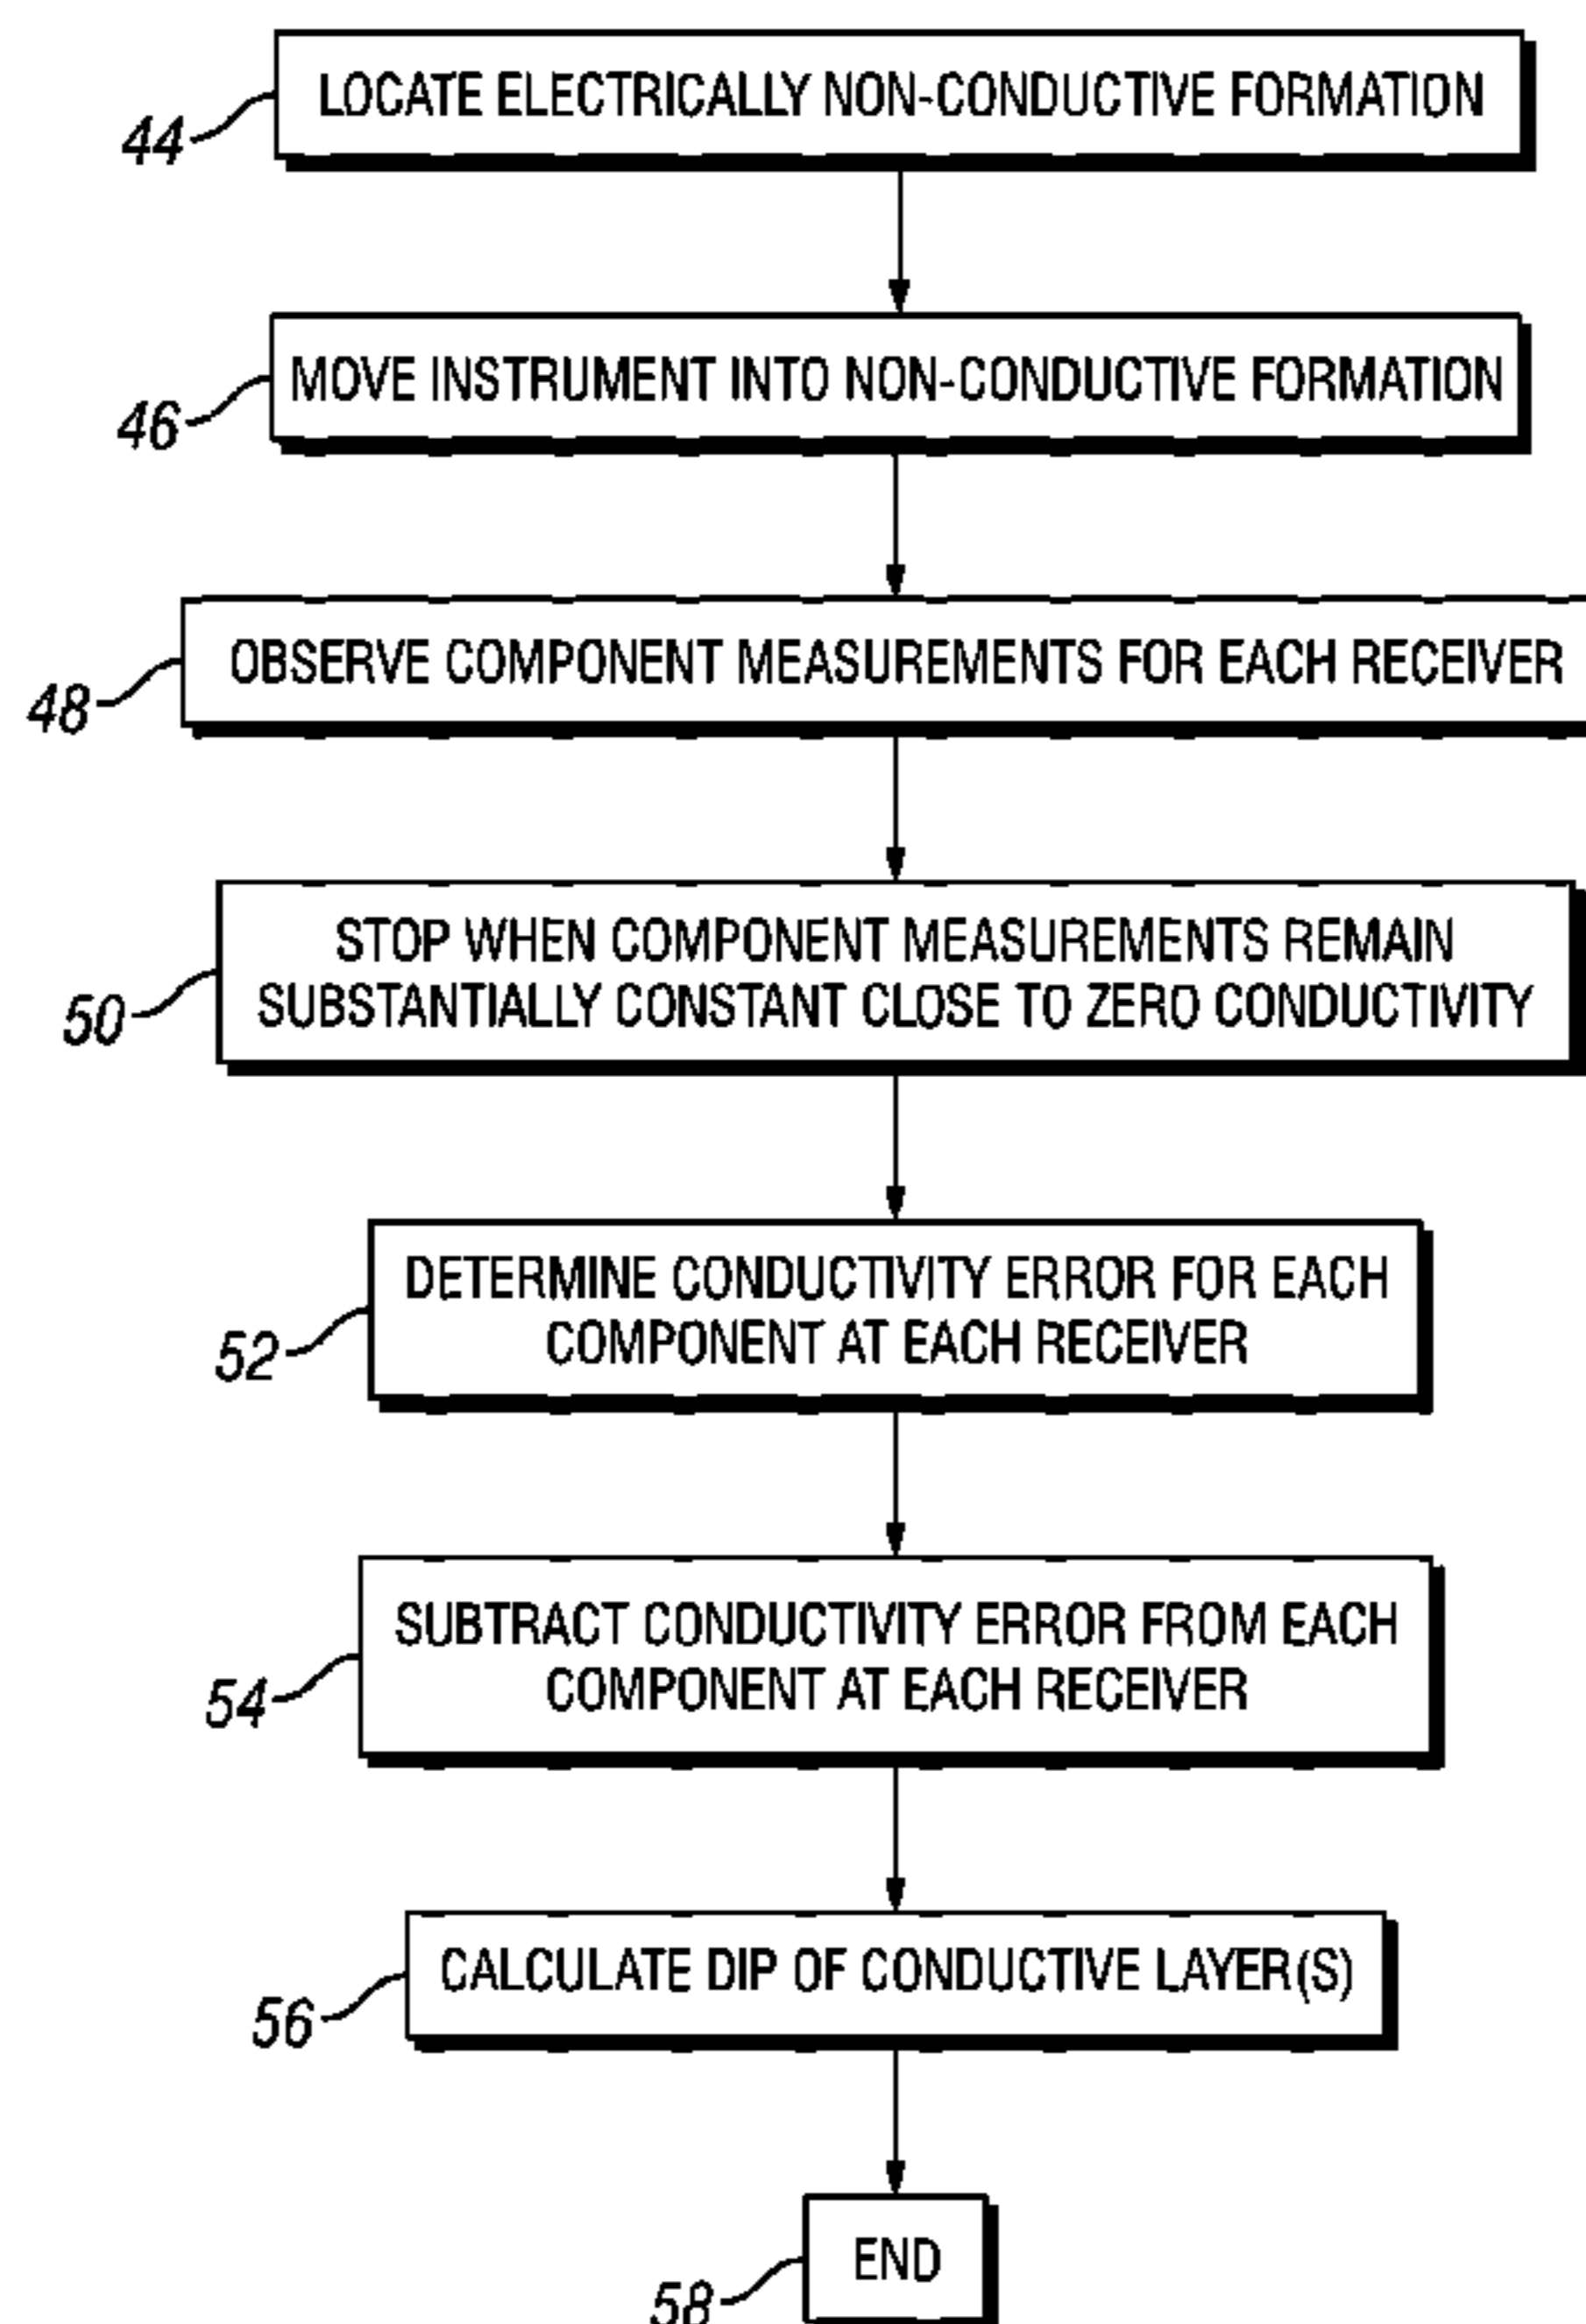 LOCATE ELECTRICALLY NON-CONDUCTIVE FORMATION
44
MOVE INSTRUMENT INTO NON-CONDUCTIVE FORMATION
46
OBSERVE COMPONENT MEASUREMENTS FOR EACH RECEIVER
48
STOP WHEN COMPONENT MEASUREMENTS REMAIN
SUBSTANTIALLY CONSTANT CLOSE TO ZERO CONDUCTIVITY
50
DETERMINE CONDUCTIVITY ERROR FOR EACH
COMPONENT AT EACH RECEIVER
52
SUBTRACT CONDUCTIVITY ERROR FROM EACH
COMPONENT AT EACH RECEIVER
54
CALCULATE DIP OF CONDUCTIVE LAYER(S)
56
END
58